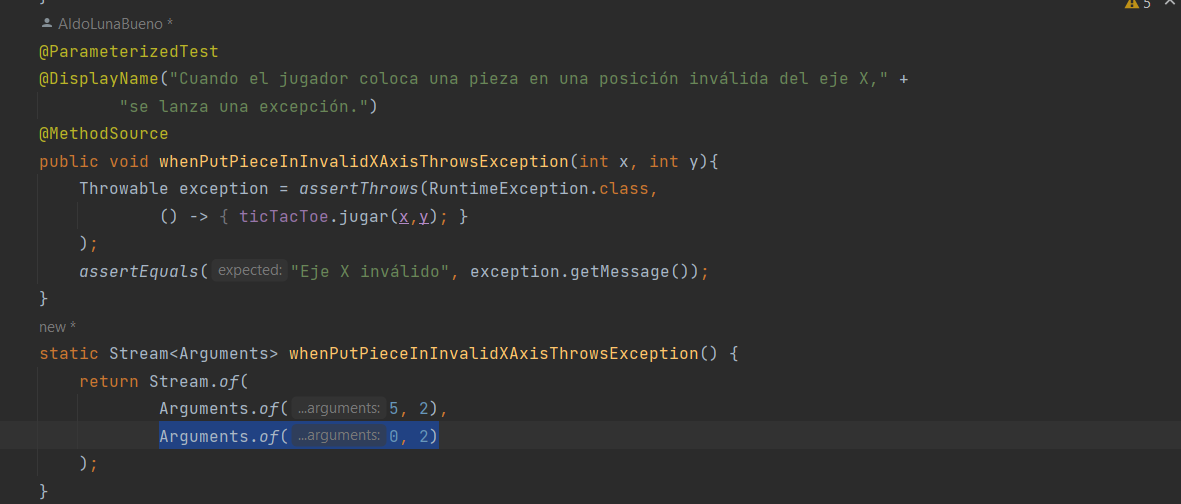 5
AldoLunaBueno *
@ParameterizedTest
@DisplayName("Cuando el jugador coloca una pieza en una posición inválida del eje X," +
"se lanza una excepción.")
@MethodSource
public void whenPutPieceInInvalidXAxisThrowsException(int x, int y){
Throwable exception = assertThrows(RuntimeException.class,
() -> { ticTacToe.jugar(x,y); }
);
assertEquals( expected: "Eje X inválido", exception.getMessage());
}
new *
static Stream<Arguments> whenPutPieceInInvalidXAxisThrowsException() {
return Stream.of(
Arguments.of( ...arguments: 5, 2),
Arguments.of( ...arguments: 0, 2)
);
}